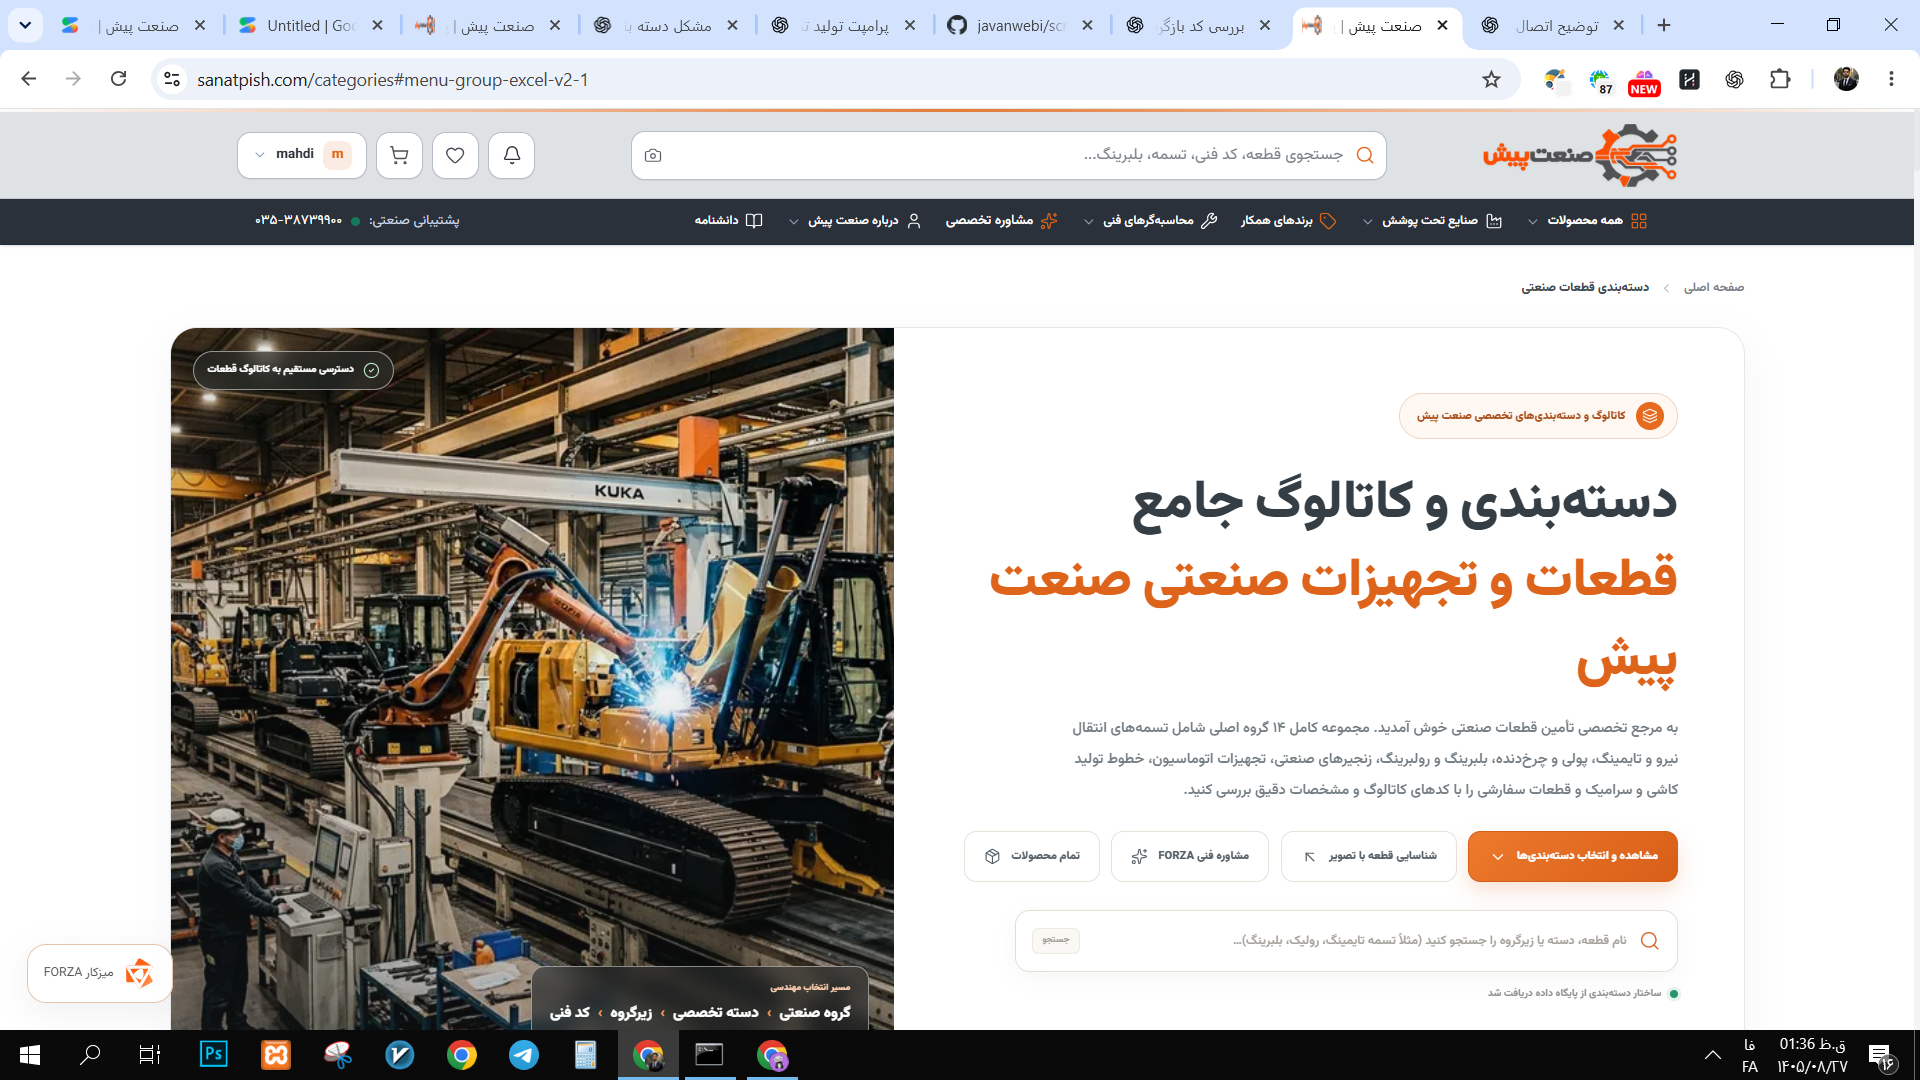 صنعت پیش |
Untitled | Goo
صنعت پیش |
مشکل دسته با
پرامپت تولید تـ
javanwebi/scr
بررسی کد بازگر
صنعت پیش |
توضیح اتصال
sanatpish.com/categories#menu-group-excel-v2-1
87
NEW
صنعت‌پیش
جستجوی قطعه، کد فنی، تسمه، بلبرینگ...
m mahdi
همه محصولات
صنایع تحت پوشش
برندهای همکار
محاسبه‌گرهای فنی
مشاوره تخصصی
درباره صنعت پیش
دانشنامه
پشتیبانی صنعتی: ۰۳۵-۳۸۷۳۹۹۰۰
صفحه اصلی
دسته‌بندی قطعات صنعتی
کاتالوگ و دسته‌بندی‌های تخصصی صنعت پیش
دسته‌بندی و کاتالوگ جامع
قطعات و تجهیزات صنعتی صنعت
پیش
به مرجع تخصصی تأمین قطعات صنعتی خوش آمدید. مجموعه کامل ۱۴ گروه اصلی شامل تسمه‌های انتقال
نیرو و تایمینگ، پولی و چرخ‌دنده، بلبرینگ و رولبرینگ، زنجیرهای صنعتی، تجهیزات اتوماسیون، خطوط تولید
کاشی و سرامیک و قطعات سفارشی را با کدهای کاتالوگ و مشخصات دقیق بررسی کنید.
مشاهده و انتخاب دسته‌بندی‌ها
شناسایی قطعه با تصویر
مشاوره فنی FORZA
تمام محصولات
نام قطعه، دسته یا زیرگروه را جستجو کنید (مثلاً تسمه تایمینگ، رولیک، بلبرینگ)...
جستجو
ساختار دسته‌بندی از پایگاه داده دریافت شد
دسترسی مستقیم به کاتالوگ قطعات
KUKA
مسیر انتخاب مهندسی
گروه صنعتی › دسته تخصصی › زیرگروه › کد فنی
میزکار FORZA
Ps
فا
FA
01:36 ق.ظ
۱۴۰۵/۰۸/۲۷
۱۶